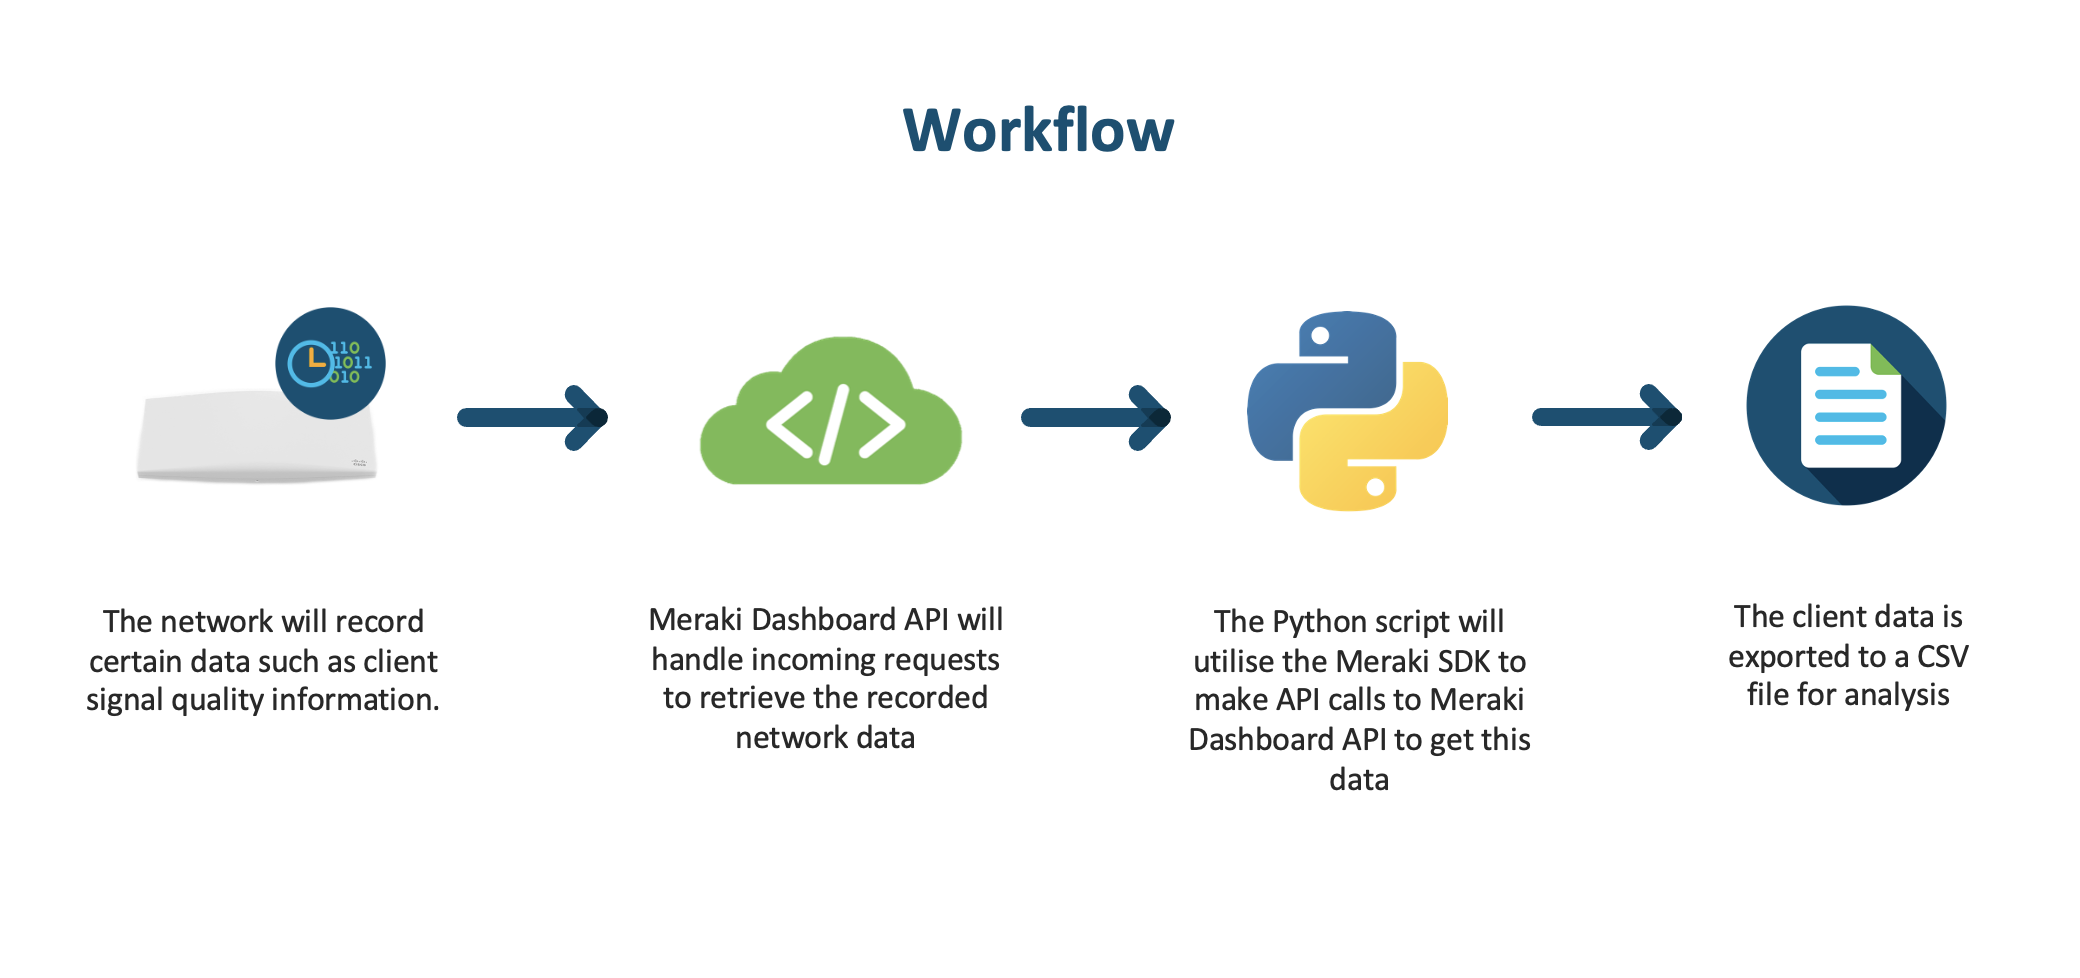 Workflow
110
1011
010
The network will record
certain data such as client
signal quality information.
Meraki Dashboard API will
handle incoming requests
to retrieve the recorded
network data
The Python script will
utilise the Meraki SDK to
make API calls to Meraki
Dashboard API to get this
data
The client data is
exported to a CSV
file for analysis